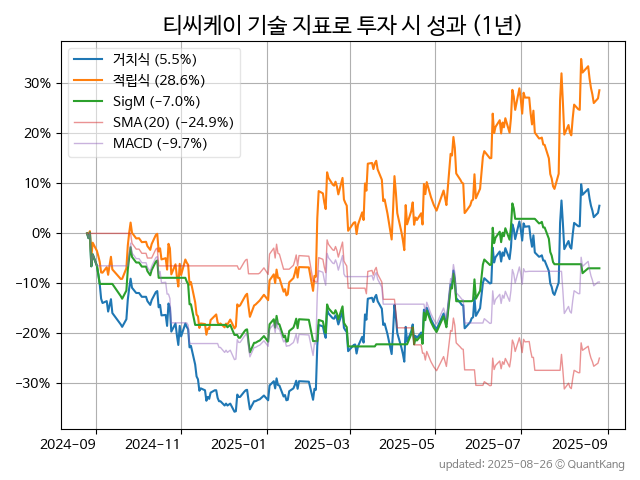 티씨케이 기술 지표로 투자 시 성과 (1년)
거치식 (5.5%)
적립식 (28.6%)
SigM (−7.0%)
SMA(20) (−24.9%)
MACD (−9.7%)
30%
20%
10%
0%
−10%
−20%
−30%
2024-09
2024-11
2025-01
2025-03
2025-05
2025-07
2025-09
updated: 2025-08-26 © QuantKang